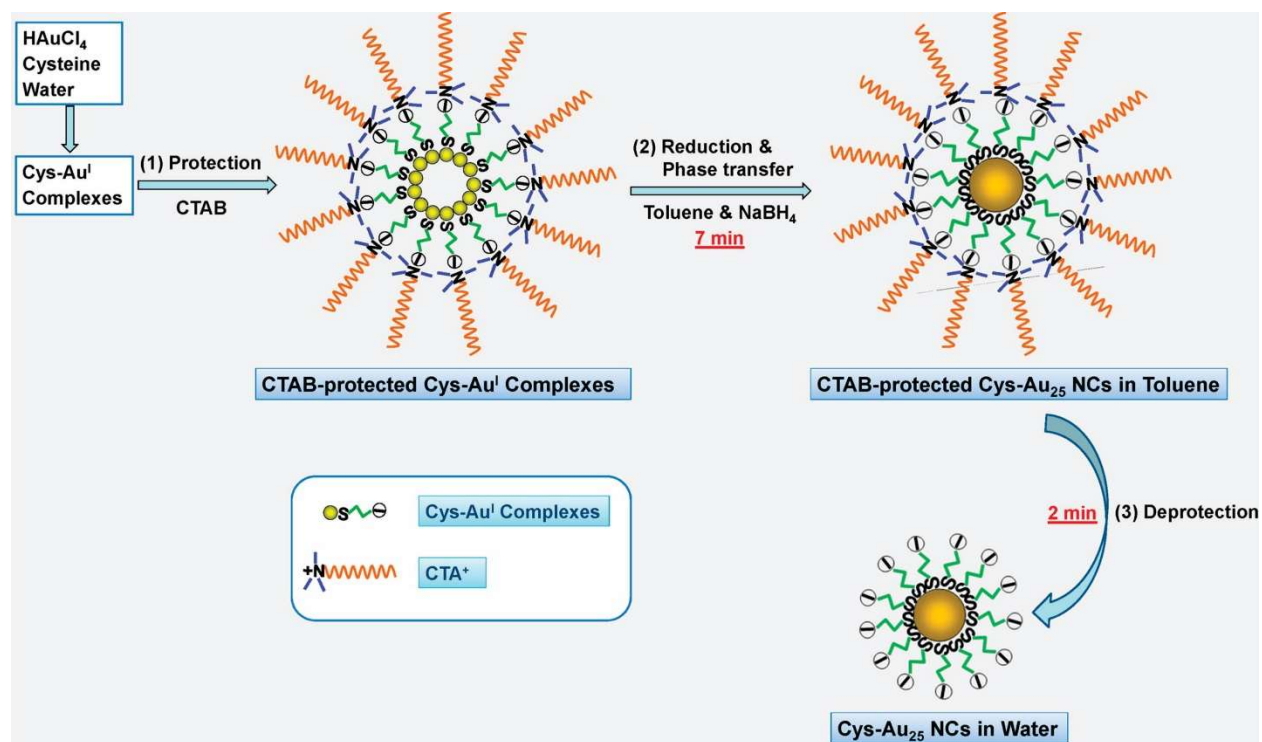 HAuCl₄
Cysteine
Water
Cys-Auᴵ
Complexes
(1) Protection
CTAB
CTAB-protected Cys-Auᴵ Complexes
(2) Reduction &
Phase transfer
Toluene & NaBH₄
7 min
CTAB-protected Cys-Au₂₅ NCs in Toluene
2 min
(3) Deprotection
Cys-Au₂₅ NCs in Water
S
Cys-Auᴵ Complexes
+N
CTA⁺